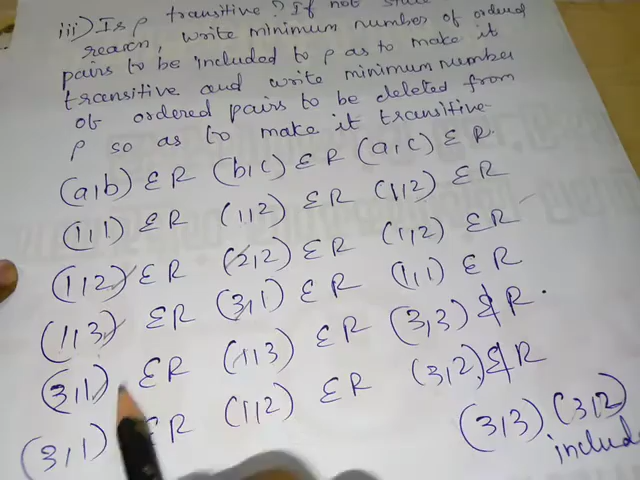 iii) Is ρ transitive? If not state
reason, write minimum number of ordered
pairs to be included to ρ as to make it
transitive and write minimum number
of ordered pairs to be deleted from
ρ so as to make it transitive
(a,b) ∈ R (b,c) ∈ R (a,c) ∈ R.
(1,1) ∈ R (1,2) ∈ R (1,2) ∈ R
(1,2) ∈ R (2,2) ∈ R (1,2) ∈ R
(1,3) ∈ R (3,1) ∈ R (1,1) ∈ R
(3,1) ∈ R (1,3) ∈ R (3,3) ∉ R.
(3,1) ∈ R (1,2) ∈ R (3,2) ∉ R
(3,3) (3,2)
includ